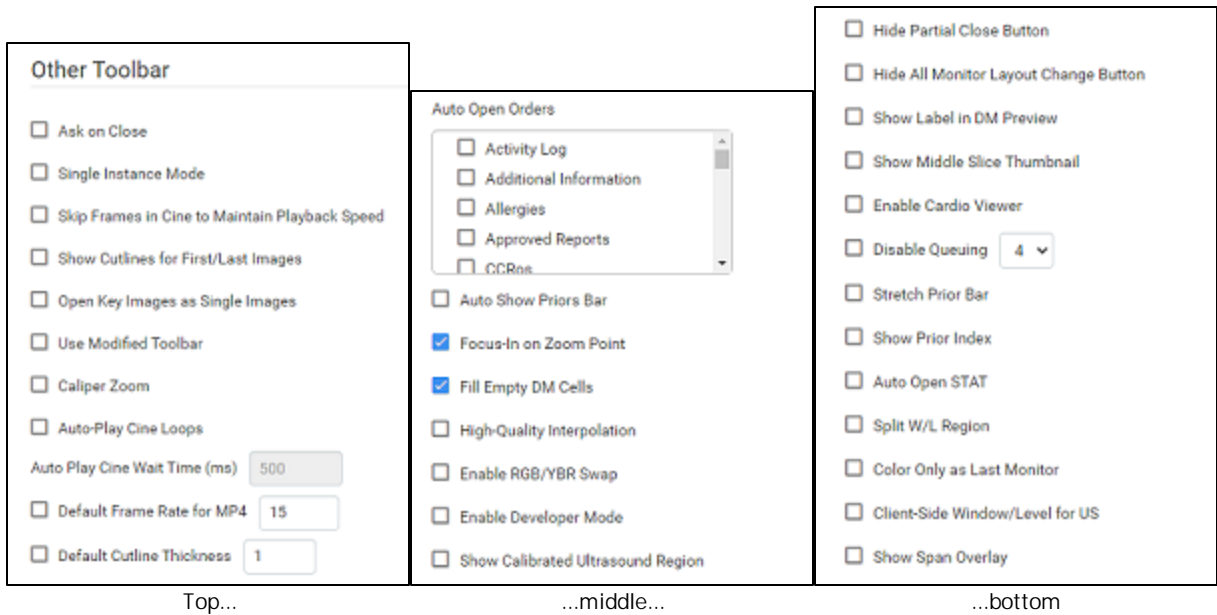 Other Toolbar
Ask on Close
Single Instance Mode
Skip Frames in Cine to Maintain Playback Speed
Show Cutlines for First/Last Images
Open Key Images as Single Images
Use Modified Toolbar
Caliper Zoom
Auto-Play Cine Loops
Auto Play Cine Wait Time (ms) 500
Default Frame Rate for MP4 15
Default Cutline Thickness 1
Top...
Auto Open Orders
Activity Log
Additional Information
Allergies
Approved Reports
CCRos
Auto Show Priors Bar
Focus-In on Zoom Point
Fill Empty DM Cells
High-Quality Interpolation
Enable RGB/YBR Swap
Enable Developer Mode
Show Calibrated Ultrasound Region
...middle...
Hide Partial Close Button
Hide All Monitor Layout Change Button
Show Label in DM Preview
Show Middle Slice Thumbnail
Enable Cardio Viewer
Disable Queuing 4
Stretch Prior Bar
Show Prior Index
Auto Open STAT
Split W/L Region
Color Only as Last Monitor
Client-Side Window/Level for US
Show Span Overlay
...bottom